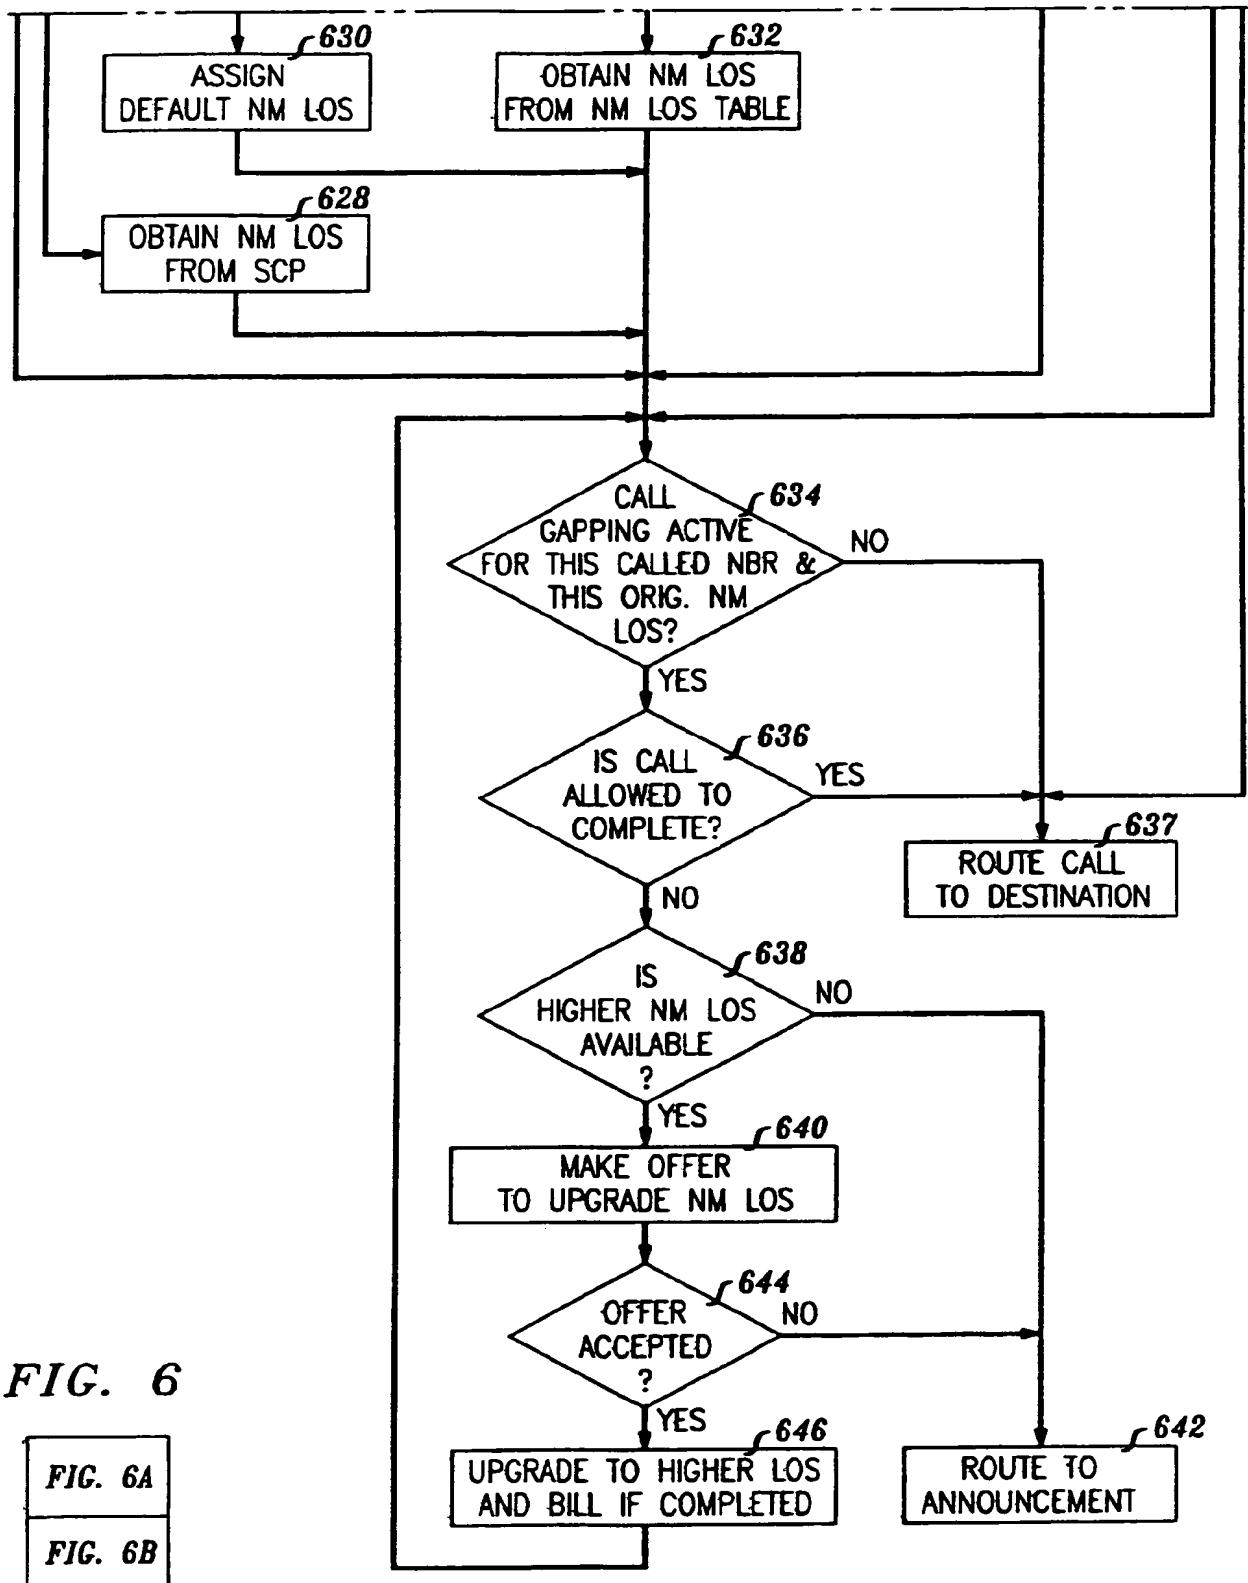 630
ASSIGN
DEFAULT NM LOS
632
OBTAIN NM LOS
FROM NM LOS TABLE
628
OBTAIN NM LOS
FROM SCP
634
CALL
GAPPING ACTIVE
FOR THIS CALLED NBR &
THIS ORIG. NM
LOS?
NO
YES
636
IS CALL
ALLOWED TO
COMPLETE?
YES
NO
637
ROUTE CALL
TO DESTINATION
638
IS
HIGHER NM LOS
AVAILABLE
?
NO
YES
640
MAKE OFFER
TO UPGRADE NM LOS
644
OFFER
ACCEPTED
?
NO
YES
646
UPGRADE TO HIGHER LOS
AND BILL IF COMPLETED
642
ROUTE TO
ANNOUNCEMENT
FIG. 6
FIG. 6A
FIG. 6B